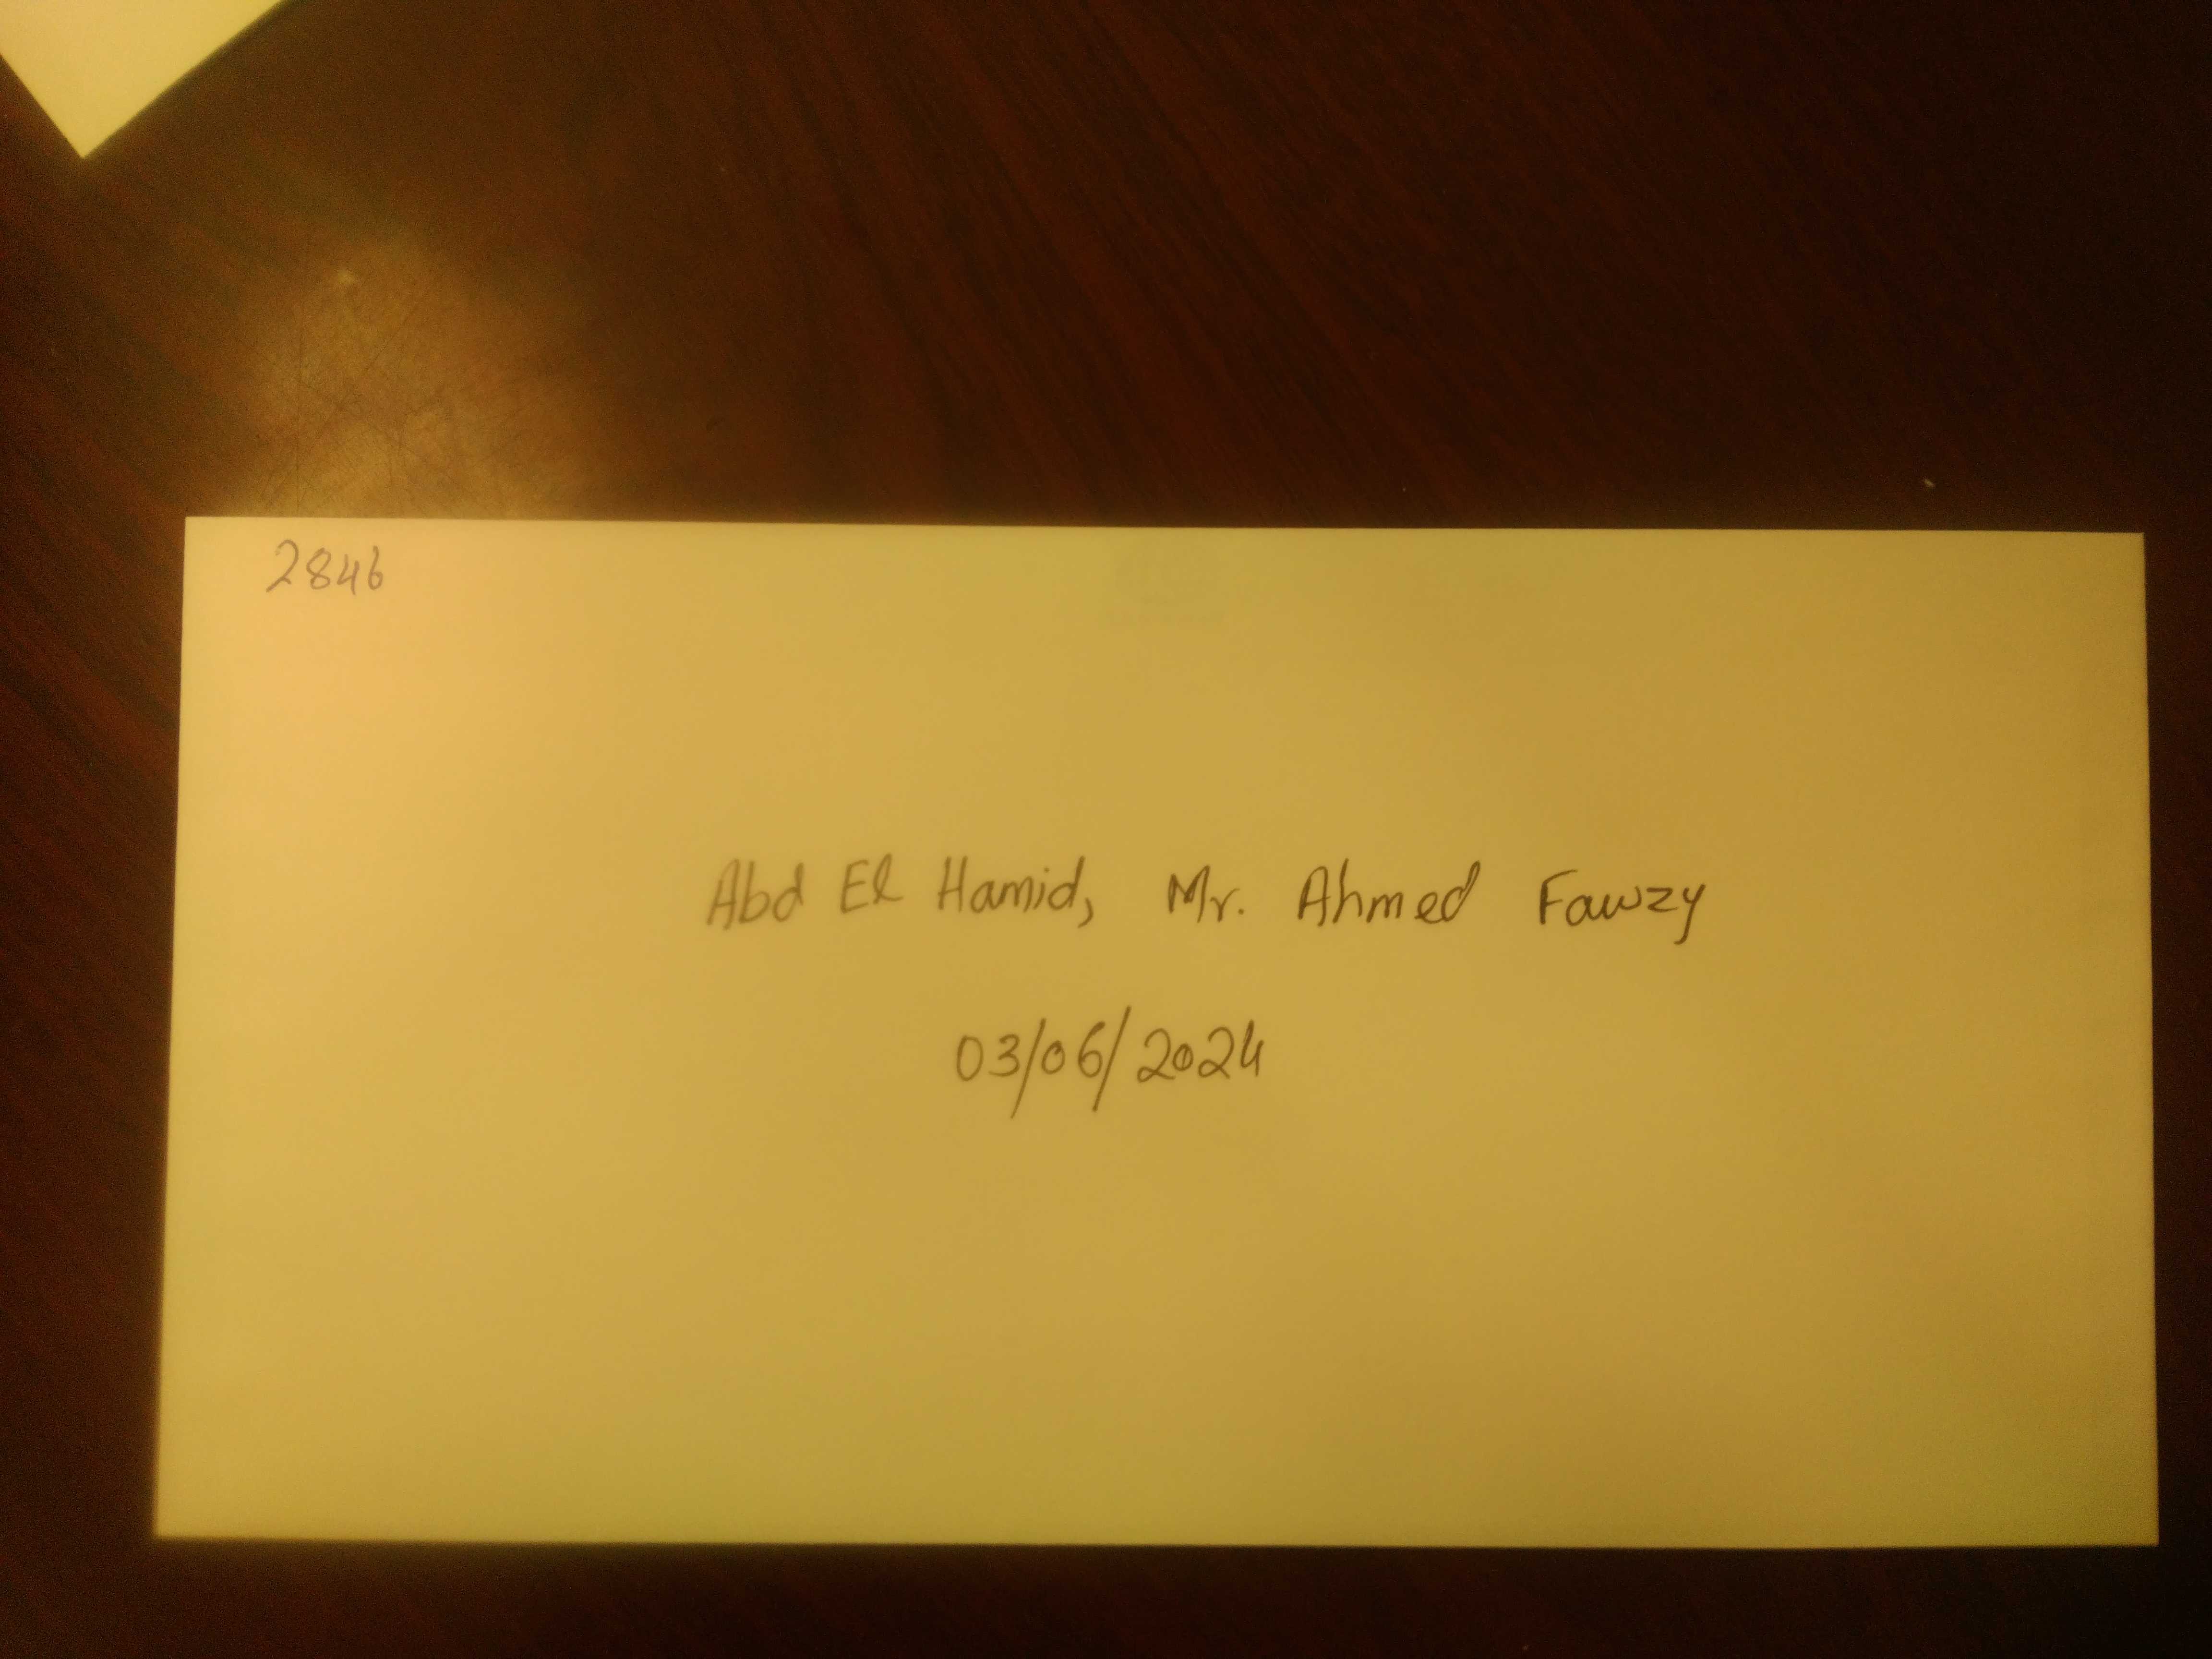 2846
Abd El Hamid, Mr. Ahmed Fawzy
03/06/2024